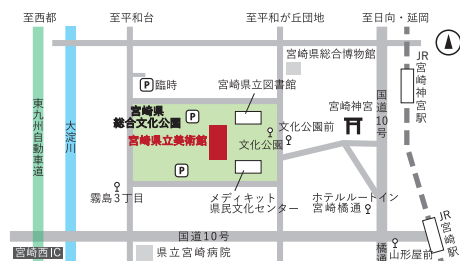 至西都
至平和台
至平和が丘団地
至日向・延岡
宮崎県総合博物館
JR宮崎神宮駅
P 臨時
宮崎県立図書館
宮崎神宮
国道10号
東九州自動車道
大淀川
宮崎県
総合文化公園
P
宮崎県立美術館
文化公園前
文化公園
P
霧島3丁目
メディキット
県民文化センター
ホテルルートイン
宮崎橘通
国道10号
宮崎西IC
県立宮崎病院
橘通
山形屋前
JR宮崎駅